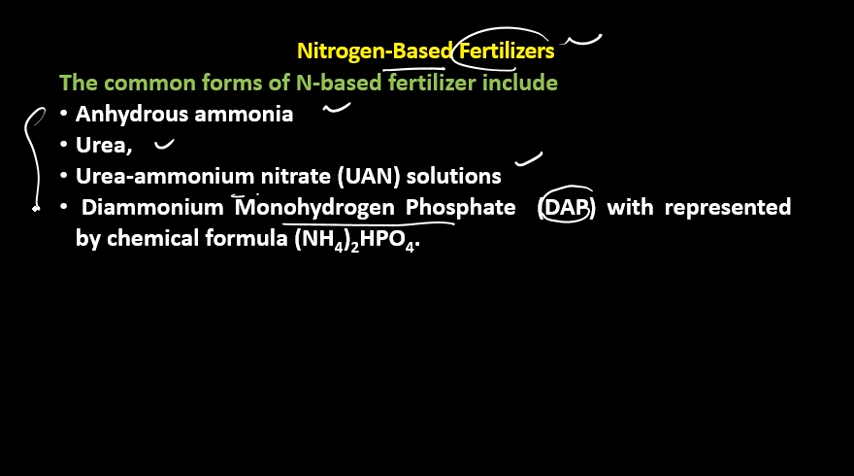 Nitrogen-Based Fertilizers
The common forms of N-based fertilizer include
• Anhydrous ammonia
• Urea,
• Urea-ammonium nitrate (UAN) solutions
• Diammonium Monohydrogen Phosphate (DAP) with represented
by chemical formula (NH₄)₂HPO₄.